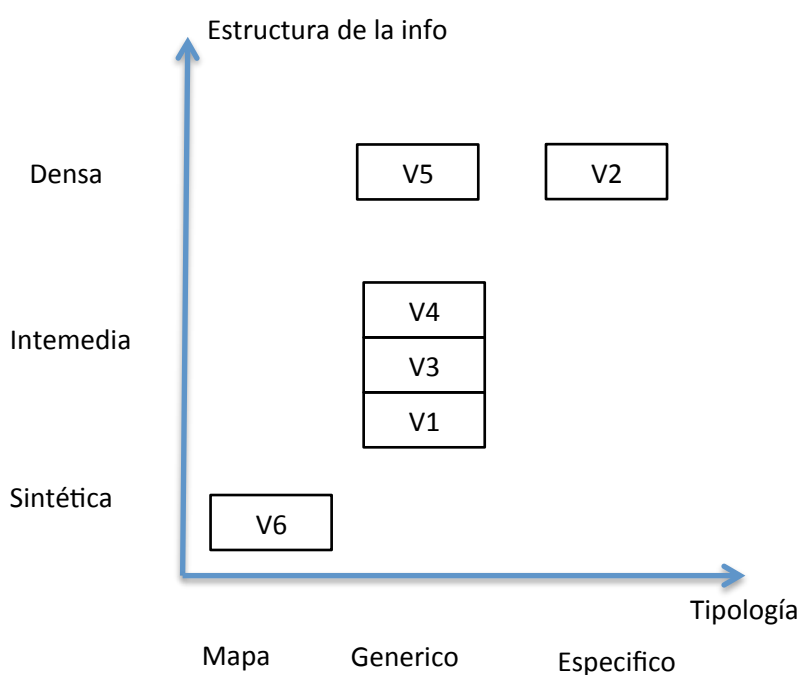 Estructura de la info
Densa
V5
V2
V4
Intemedia
V3
V1
Sintética
V6
Tipología
Mapa
Generico
Especifico